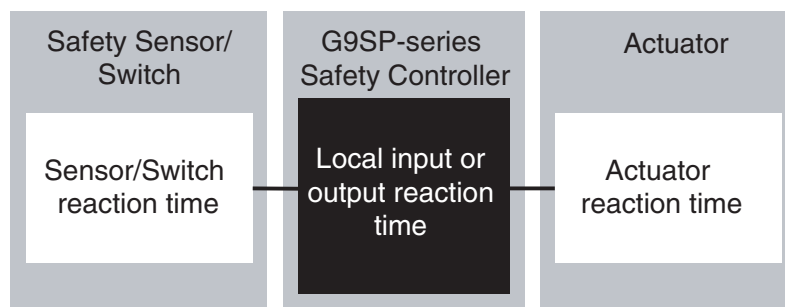 Safety Sensor/
Switch
G9SP-series
Safety Controller
Actuator
Sensor/Switch
reaction time
Local input or
output reaction
time
Actuator
reaction time